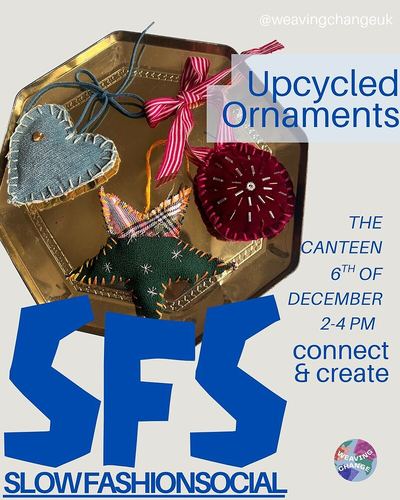 @weavingchangeuk
Upcycled
Ornaments
THE
CANTEEN
6TH OF
DECEMBER
2-4 PM
connect
& create
SFS
SLOWFASHIONSOCIAL
WEAVING
CHANGE